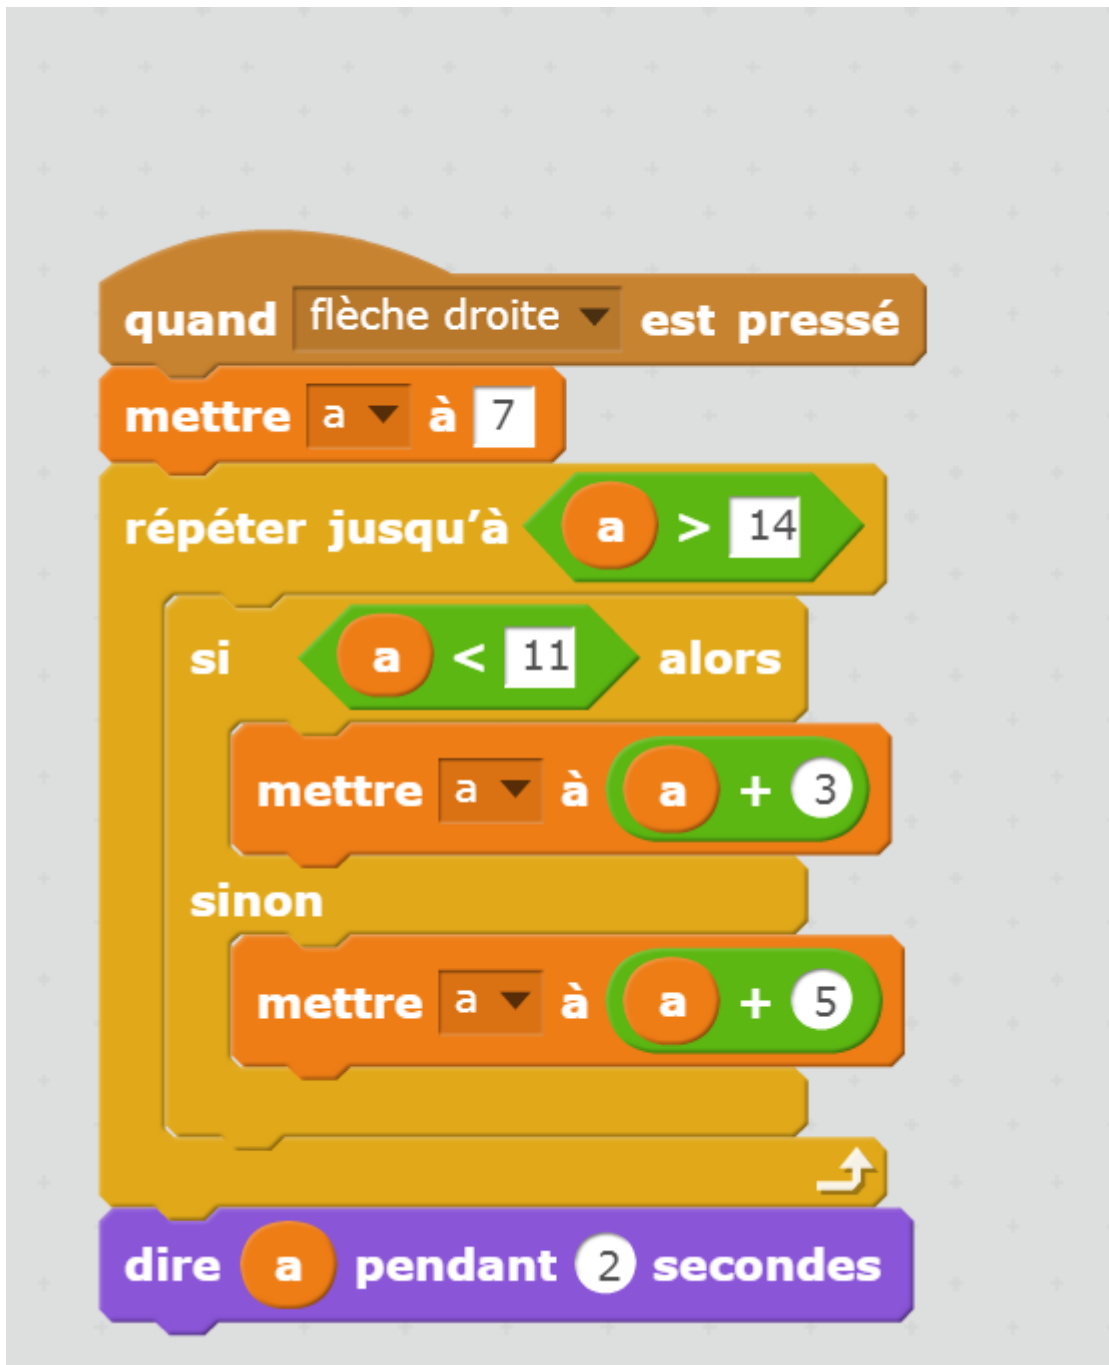 quand flèche droite est pressé
mettre a à 7
répéter jusqu'à a > 14
si a < 11 alors
mettre a à a + 3
sinon
mettre a à a + 5
dire a pendant 2 secondes